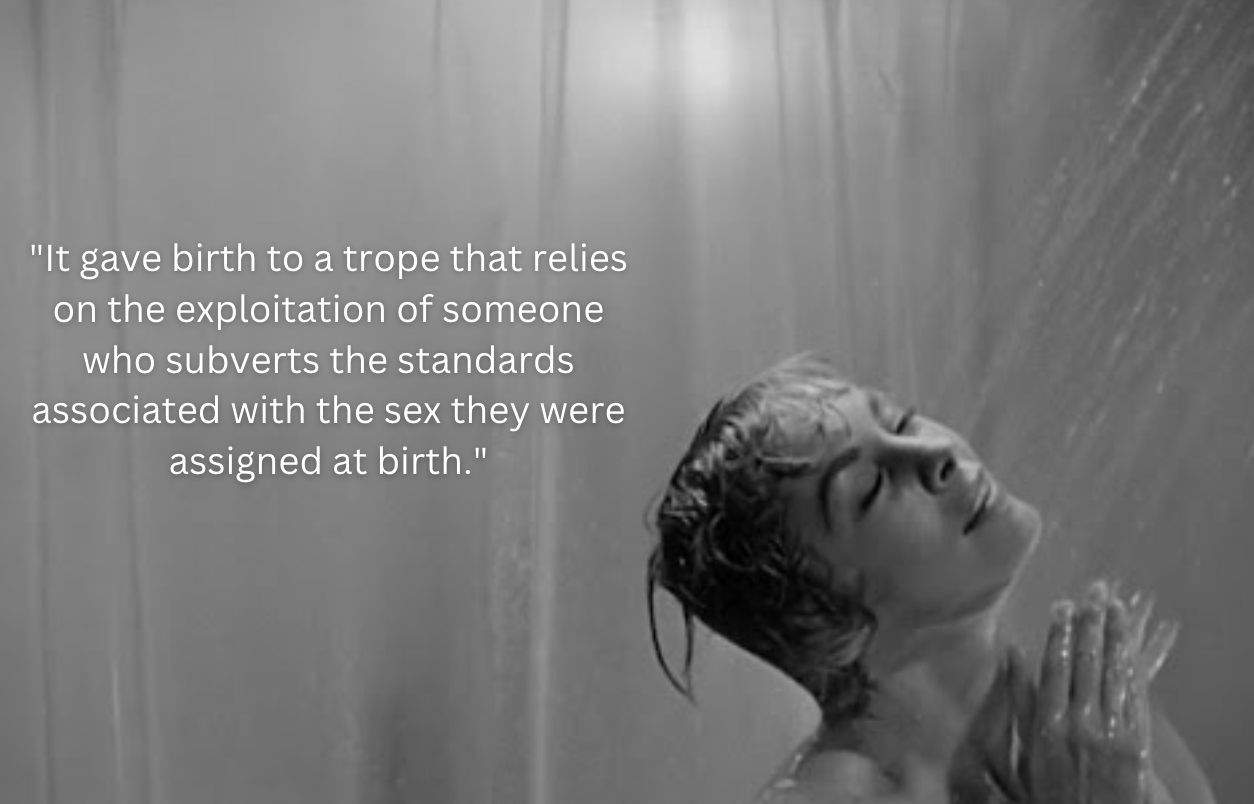 "It gave birth to a trope that relies
on the exploitation of someone
who subverts the standards
associated with the sex they were
assigned at birth."